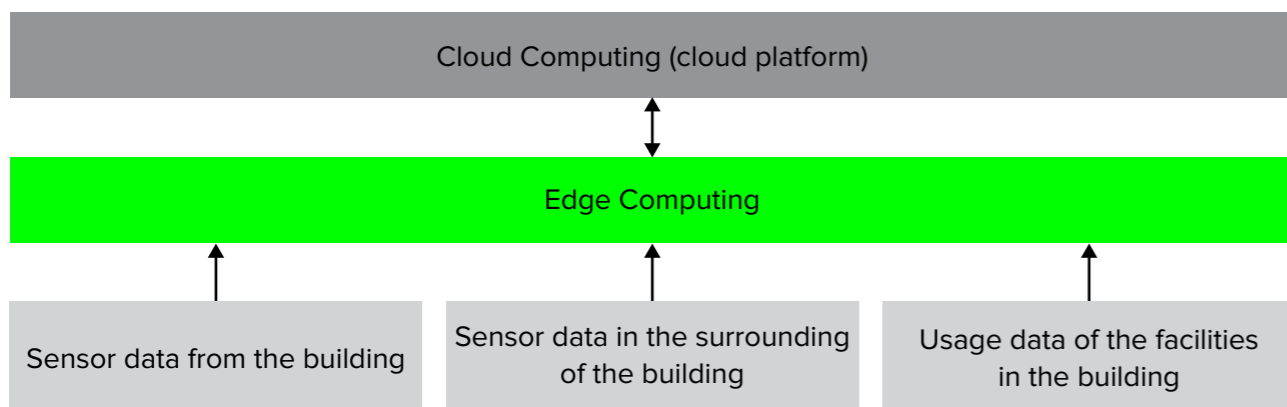 Cloud Computing (cloud platform)
Edge Computing
Sensor data from the building
Sensor data in the surrounding
of the building
Usage data of the facilities
in the building